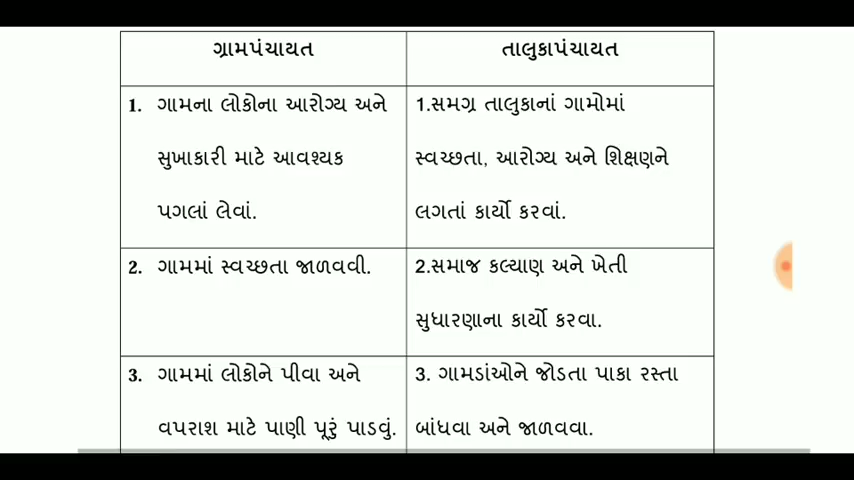 ગ્રામપંચાયત
તાલુકાપંચાયત
1. ગામના લોકોના આરોગ્ય અને
સુખાકારી માટે આવશ્યક
પગલાં લેવાં.
1.સમગ્ર તાલુકાનાં ગામોમાં
સ્વચ્છતા, આરોગ્ય અને શિક્ષણને
લગતાં કાર્યો કરવાં.
2. ગામમાં સ્વચ્છતા જાળવવી.
2.સમાજ કલ્યાણ અને ખેતી
સુધારણાના કાર્યો કરવા.
3. ગામમાં લોકોને પીવા અને
વપરાશ માટે પાણી પૂરું પાડવું.
3. ગામડાંઓને જોડતા પાકા રસ્તા
બાંધવા અને જાળવવા.